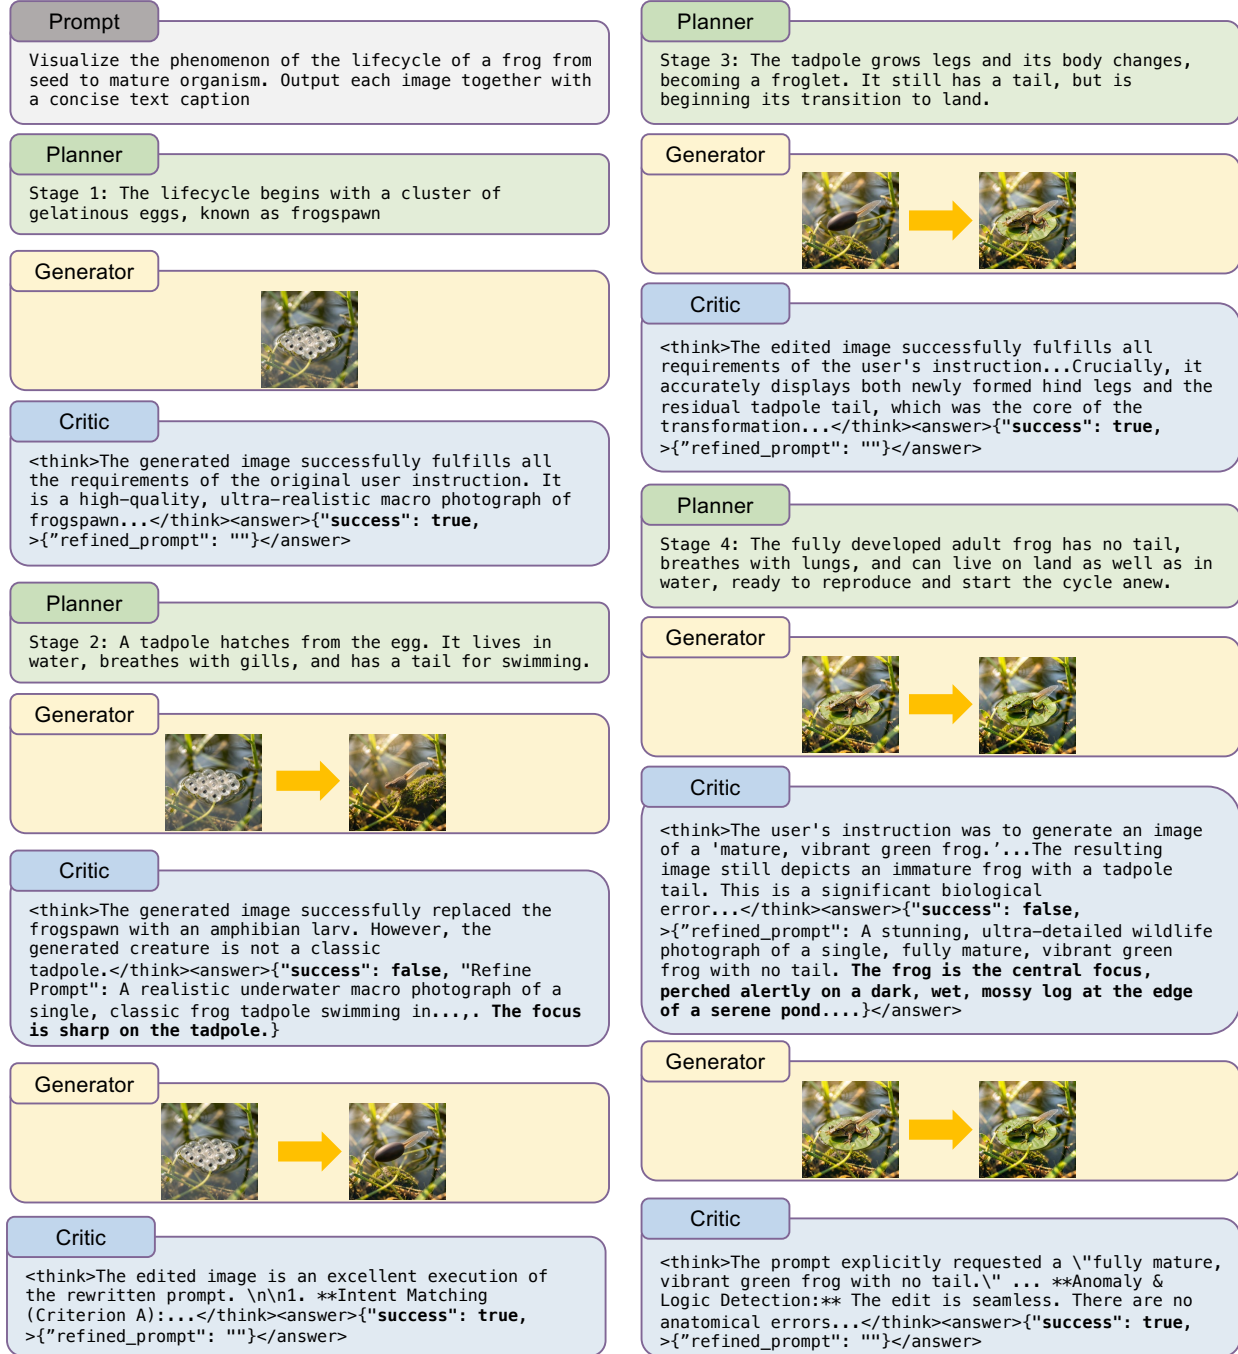 Prompt
Visualize the phenomenon of the lifecycle of a frog from
seed to mature organism. Output each image together with
a concise text caption
Planner
Stage 1: The lifecycle begins with a cluster of
gelatinous eggs, known as frogspawn
Generator
Critic
<think>The generated image successfully fulfills all
the requirements of the original user instruction. It
is a high-quality, ultra-realistic macro photograph of
frogspawn...</think><answer>{"success": true,
>{”refined_prompt": ""}</answer>
Planner
Stage 2: A tadpole hatches from the egg. It lives in
water, breathes with gills, and has a tail for swimming.
Generator
Critic
<think>The generated image successfully replaced the
frogspawn with an amphibian larv. However, the
generated creature is not a classic
tadpole.</think><answer>{"success": false, "Refine
Prompt": A realistic underwater macro photograph of a
single, classic frog tadpole swimming in...,. The focus
is sharp on the tadpole.}
Generator
Critic
<think>The edited image is an excellent execution of
the rewritten prompt. \n\n1. **Intent Matching
(Criterion A):...</think><answer>{"success": true,
>{”refined_prompt": ""}</answer>
Planner
Stage 3: The tadpole grows legs and its body changes,
becoming a froglet. It still has a tail, but is
beginning its transition to land.
Generator
Critic
<think>The edited image successfully fulfills all
requirements of the user's instruction...Crucially, it
accurately displays both newly formed hind legs and the
residual tadpole tail, which was the core of the
transformation...</think><answer>{"success": true,
>{”refined_prompt": ""}</answer>
Planner
Stage 4: The fully developed adult frog has no tail,
breathes with lungs, and can live on land as well as in
water, ready to reproduce and start the cycle anew.
Generator
Critic
<think>The user's instruction was to generate an image
of a 'mature, vibrant green frog.’...The resulting
image still depicts an immature frog with a tadpole
tail. This is a significant biological
error...</think><answer>{"success": false,
>{”refined_prompt": A stunning, ultra-detailed wildlife
photograph of a single, fully mature, vibrant green
frog with no tail. The frog is the central focus,
perched alertly on a dark, wet, mossy log at the edge
of a serene pond....}</answer>
Generator
Critic
<think>The prompt explicitly requested a \"fully mature,
vibrant green frog with no tail.\" ... **Anomaly &
Logic Detection:** The edit is seamless. There are no
anatomical errors...</think><answer>{"success": true,
>{”refined_prompt": ""}</answer>